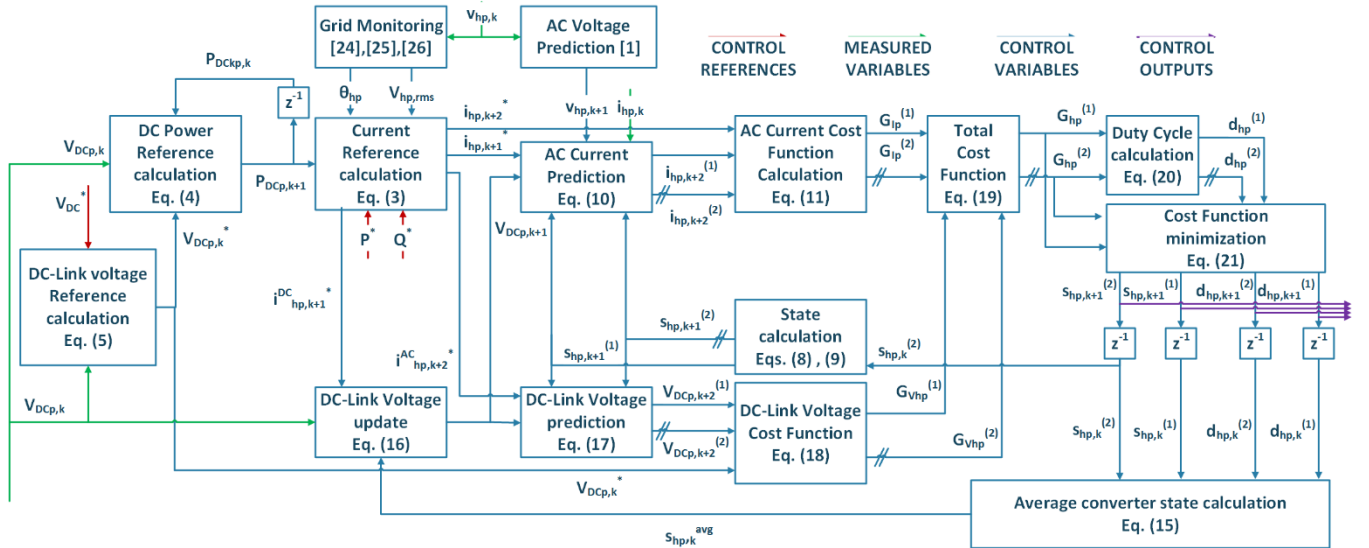 v_hp,k
Grid Monitoring
[24],[25],[26]
AC Voltage
Prediction [1]
CONTROL
REFERENCES
MEASURED
VARIABLES
CONTROL
VARIABLES
CONTROL
OUTPUTS
P_DCkp,k
z^-1
θ_hp
V_hp,rms
v_hp,k+1
i_hp,k
i_hp,k+2^*
i_hp,k+1^*
V_DCp,k
DC Power
Reference
calculation
Eq. (4)
P_DCp,k+1
Current
Reference
calculation
Eq. (3)
AC Current
Prediction
Eq. (10)
i_hp,k+2^(1)
i_hp,k+2^(2)
AC Current Cost
Function
Calculation
Eq. (11)
G_Ip^(1)
G_Ip^(2)
Total
Cost
Function
Eq. (19)
G_hp^(1)
G_hp^(2)
Duty Cycle
calculation
Eq. (20)
d_hp^(1)
d_hp^(2)
V_DC^*
V_DCp,k^*
P^*
Q^*
V_DCp,k+1
Cost Function
minimization
Eq. (21)
DC-Link voltage
Reference
calculation
Eq. (5)
i^DC_hp,k+1^*
i^AC_hp,k+2^*
s_hp,k+1^(2)
s_hp,k+1^(1)
State
calculation
Eqs. (8) , (9)
s_hp,k^(2)
s_hp,k+1^(2)
s_hp,k+1^(1)
d_hp,k+1^(2)
d_hp,k+1^(1)
z^-1
z^-1
z^-1
z^-1
V_DCp,k
DC-Link Voltage
update
Eq. (16)
DC-Link Voltage
prediction
Eq. (17)
V_DCp,k+2^(1)
V_DCp,k+2^(2)
DC-Link Voltage
Cost Function
Eq. (18)
G_Vhp^(1)
G_Vhp^(2)
s_hp,k^(2)
s_hp,k^(1)
d_hp,k^(2)
d_hp,k^(1)
V_DCp,k^*
Average converter state calculation
Eq. (15)
s_hp,k^avg